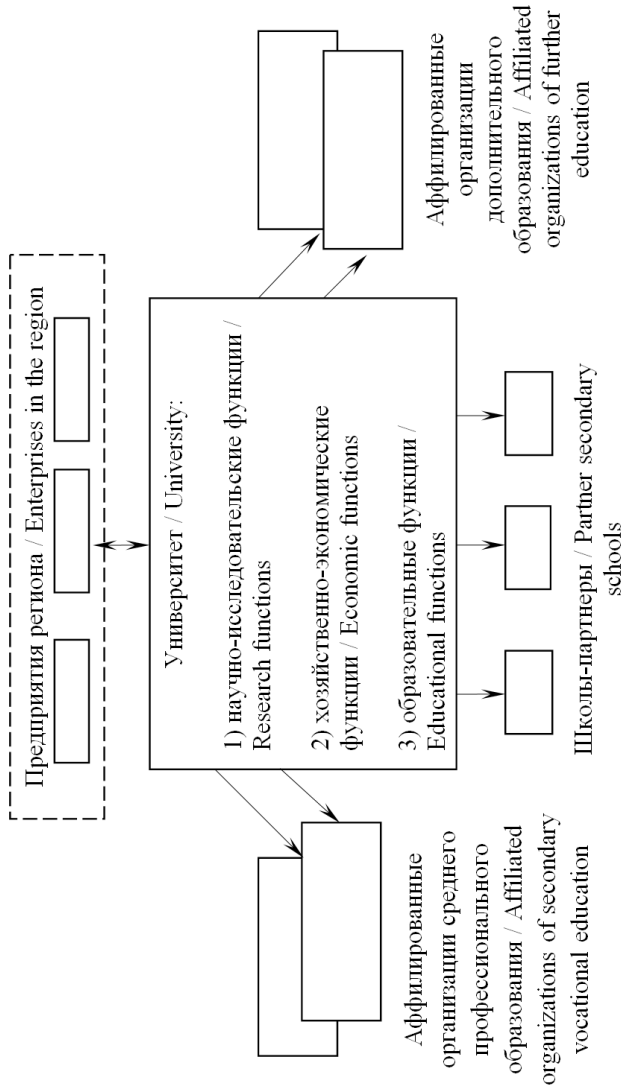 Предприятия региона / Enterprises in the region
Университет / University:
1) научно-исследовательские функции /
Research functions
2) хозяйственно-экономические
функции / Economic functions
3) образовательные функции /
Educational functions
Аффилированные
организации среднего
профессионального
образования / Affiliated
organizations of secondary
vocational education
Школы-партнеры / Partner secondary
schools
Аффилированные
организации
дополнительного
образования / Affiliated
organizations of further
education